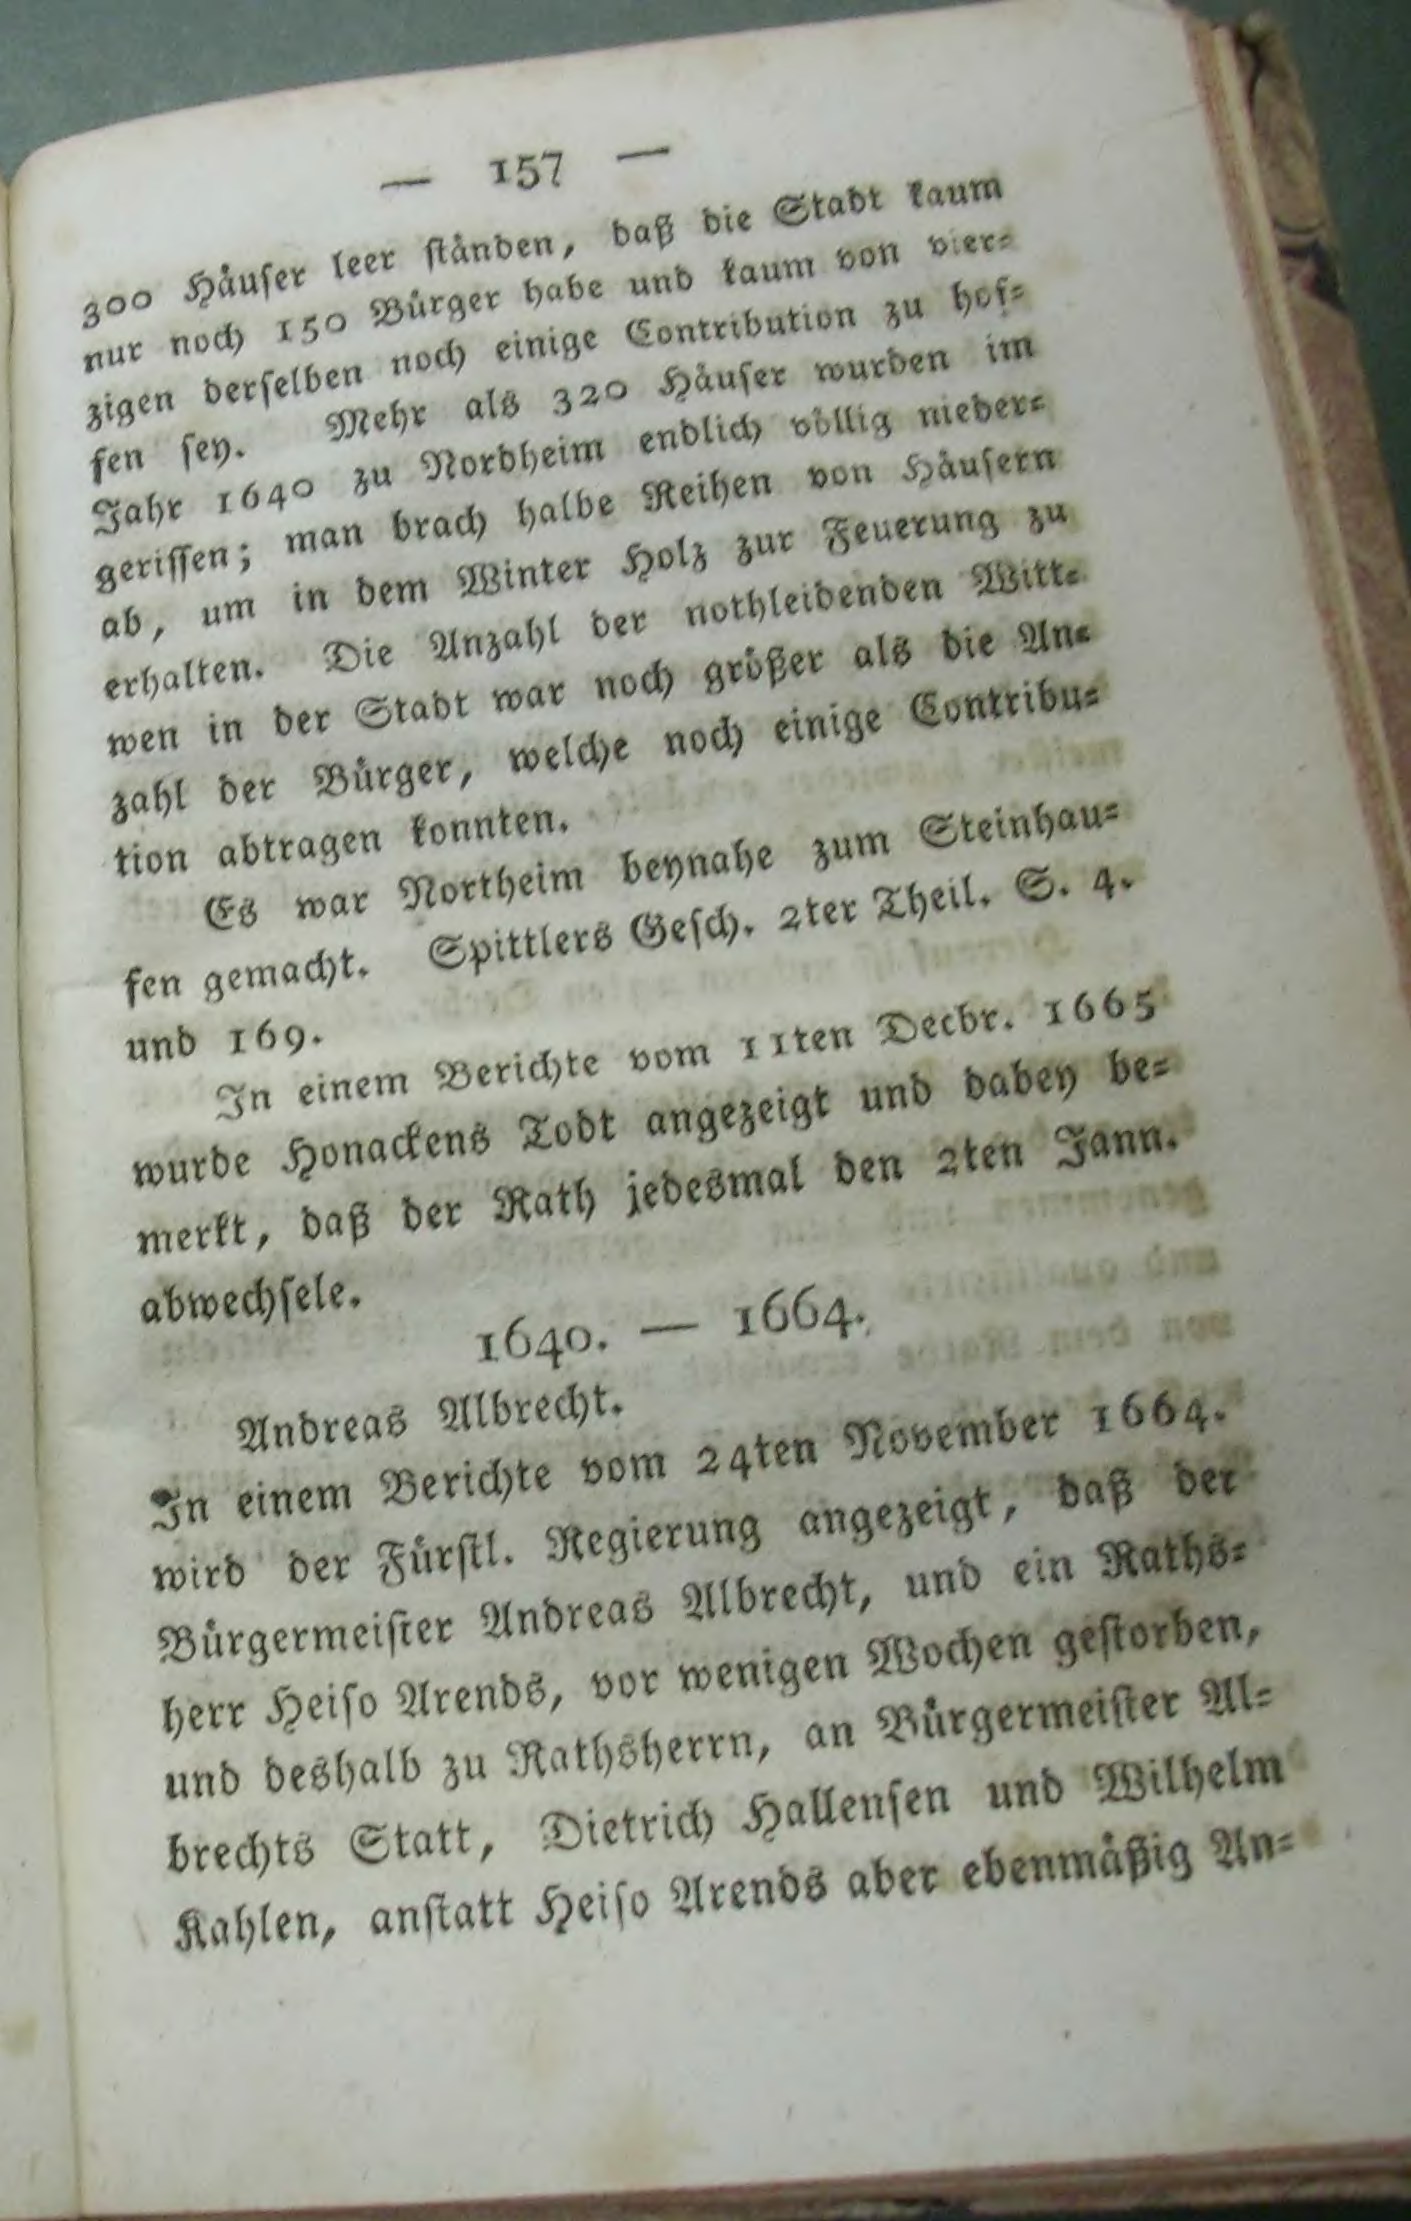 — 157 —
300 Häuſer leer ſtänden, daß die Stadt kaum
nur noch 150 Bürger habe und kaum von vier=
zigen derſelben noch einige Contribution zu hof=
fen ſey. Mehr als 320 Häuſer wurden im
Jahr 1640 zu Nordheim endlich völlig nieder=
geriſſen; man brach halbe Reihen von Häuſern
ab, um in dem Winter Holz zur Feuerung zu
erhalten. Die Anzahl der nothleidenden Witt=
wen in der Stadt war noch größer als die An=
zahl der Bürger, welche noch einige Contribu=
tion abtragen konnten.
Es war Northeim beynahe zum Steinhau=
fen gemacht. Spittlers Geſch. 2ter Theil. S. 4.
und 169.
In einem Berichte vom 11ten Decbr. 1665
wurde Honackens Todt angezeigt und dabey be=
merkt, daß der Rath jedesmal den 2ten Jann.
abwechſele.
1640. — 1664.
Andreas Albrecht.
In einem Berichte vom 24ten November 1664.
wird der Fürſtl. Regierung angezeigt, daß der
Bürgermeiſter Andreas Albrecht, und ein Raths=
herr Heiſo Arends, vor wenigen Wochen geſtorben,
und deshalb zu Rathsherrn, an Bürgermeiſter Al=
brechts Statt, Dietrich Hallenſen und Wilhelm
Kahlen, anſtatt Heiſo Arends aber ebenmäßig An=